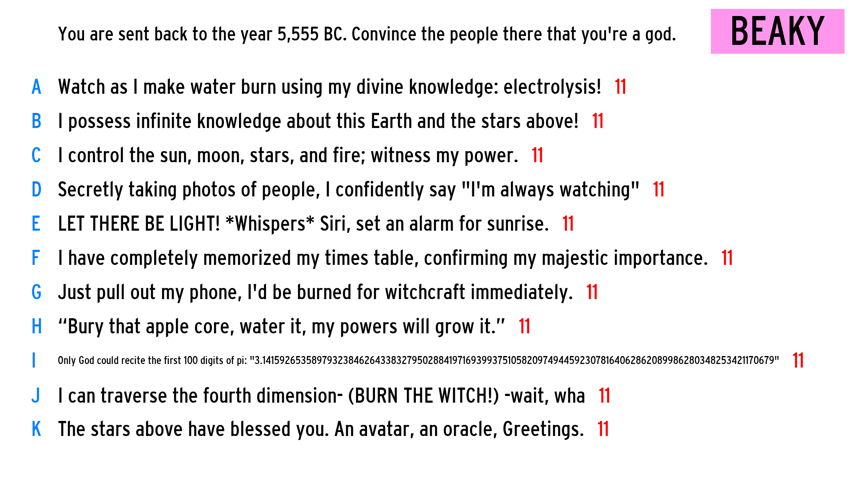 You are sent back to the year 5,555 BC. Convince the people there that you're a god.
BEAKY
A Watch as I make water burn using my divine knowledge: electrolysis! 11
B I possess infinite knowledge about this Earth and the stars above! 11
C I control the sun, moon, stars, and fire; witness my power. 11
D Secretly taking photos of people, I confidently say "I'm always watching" 11
E LET THERE BE LIGHT! *Whispers* Siri, set an alarm for sunrise. 11
F I have completely memorized my times table, confirming my majestic importance. 11
G Just pull out my phone, I'd be burned for witchcraft immediately. 11
H “Bury that apple core, water it, my powers will grow it.” 11
I Only God could recite the first 100 digits of pi: "3.1415926535897932384626433832795028841971693993751058209749445923078164062862089986280348253421170679" 11
J I can traverse the fourth dimension- (BURN THE WITCH!) -wait, wha 11
K The stars above have blessed you. An avatar, an oracle, Greetings. 11